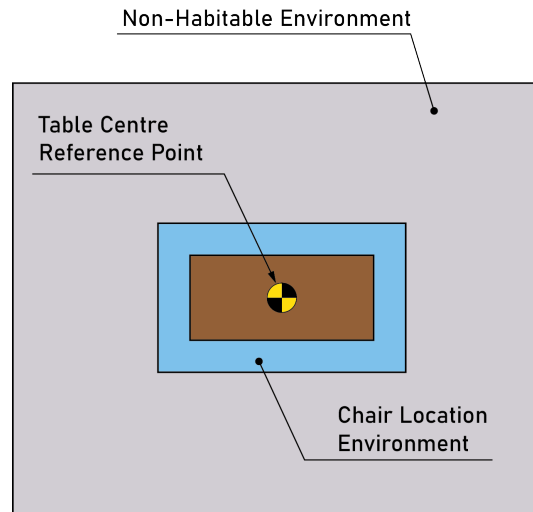 Non-Habitable Environment
Table Centre
Reference Point
Chair Location
Environment